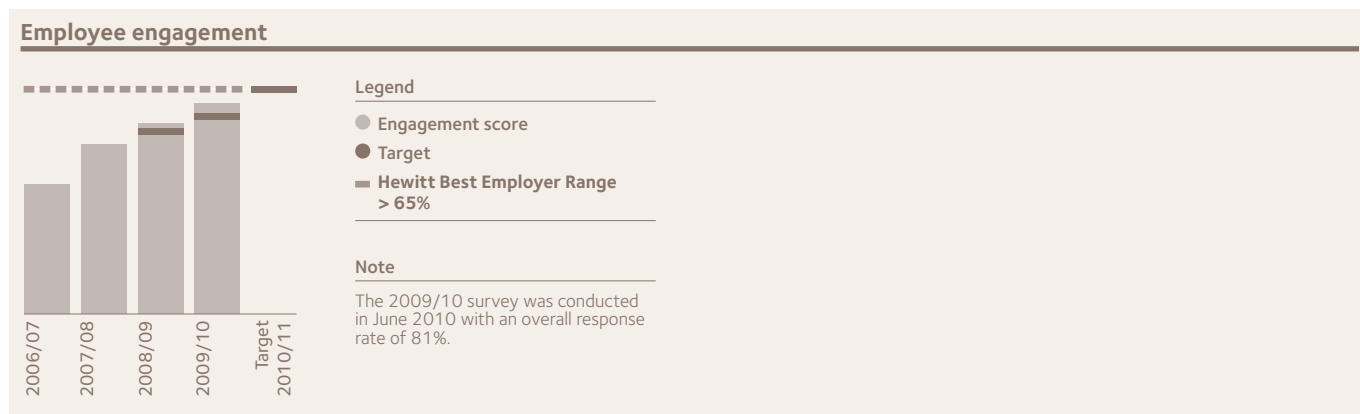 Employee engagement
Legend
Engagement score
Target
Hewitt Best Employer Range
> 65%
Note
The 2009/10 survey was conducted
in June 2010 with an overall response
rate of 81%.
2006/07
2007/08
2008/09
2009/10
Target
2010/11